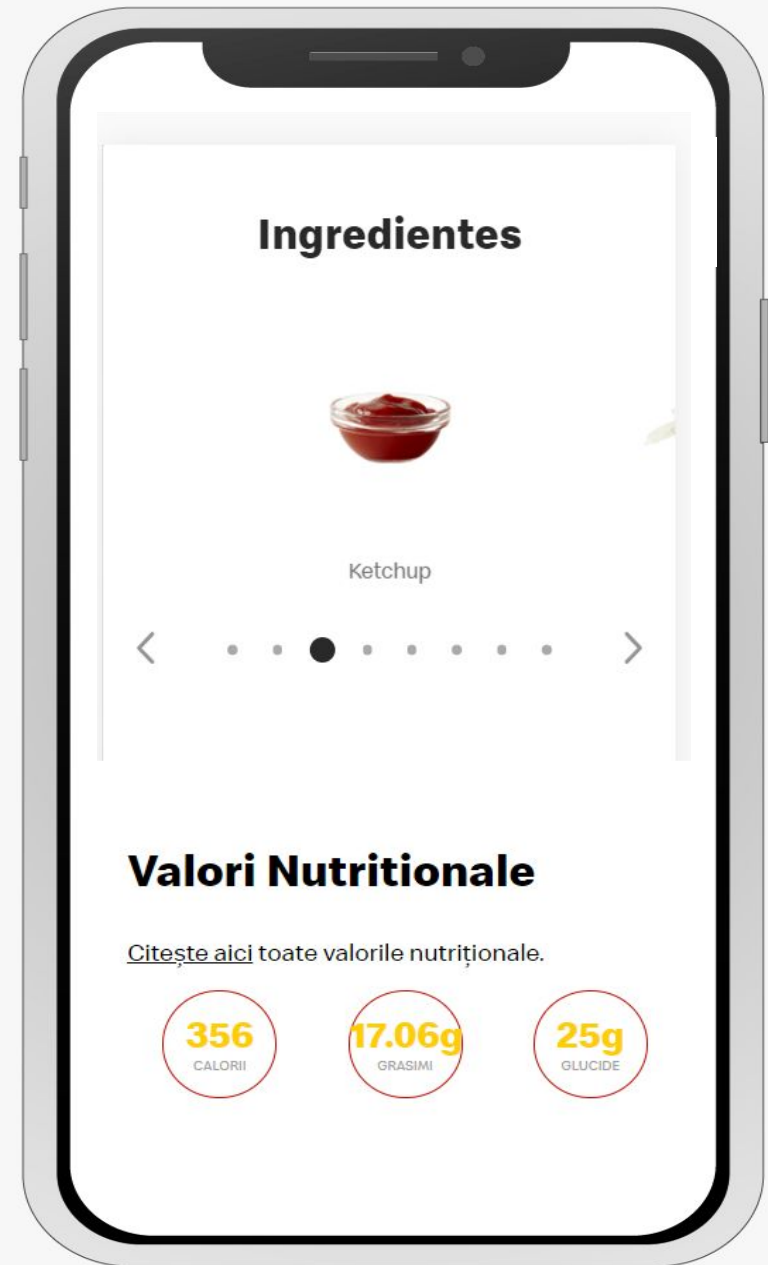 Ingredientes
Ketchup
Valori Nutritionale
Citește aici toate valorile nutriționale.
356 17.06g 25g
CALORII GRASIMI GLUCIDE